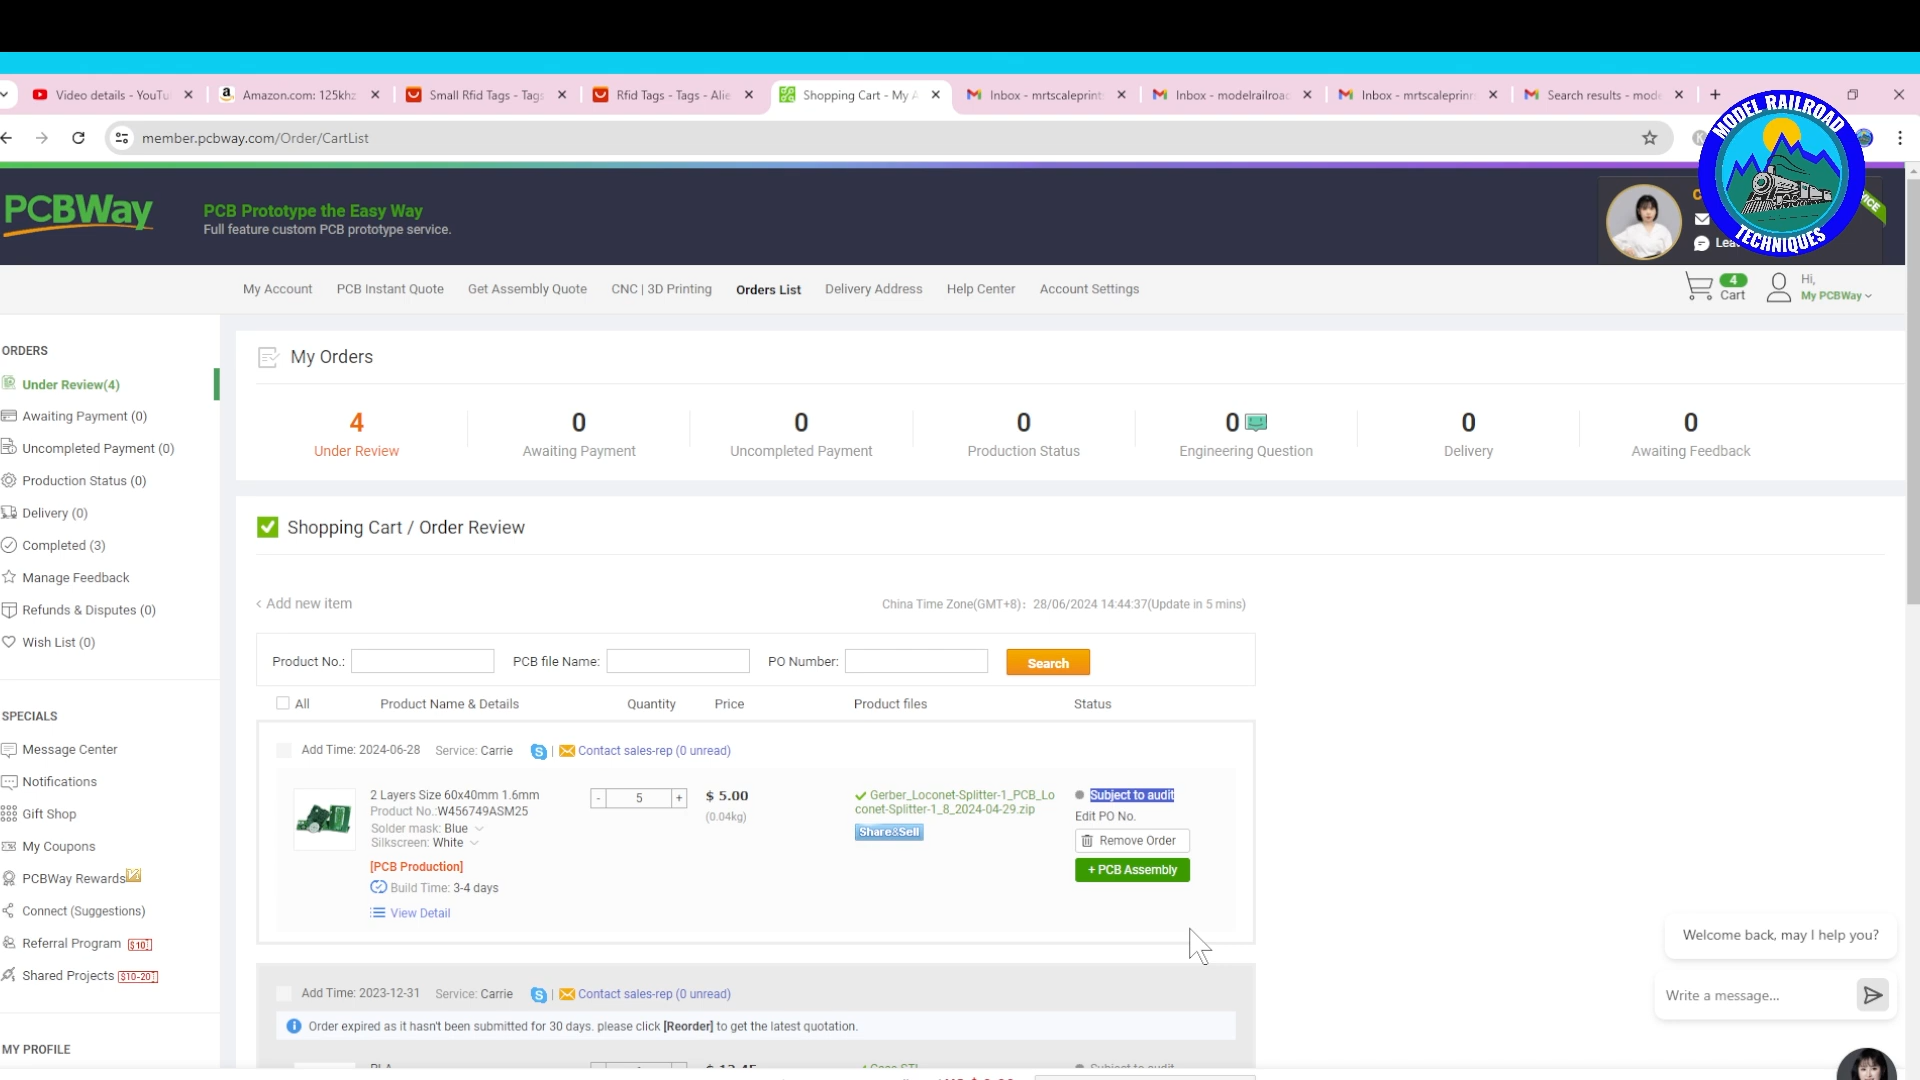 Video details - YouTu
Amazon.com: 125khz
Small Rfid Tags - Tags
Rfid Tags - Tags - Alie
Shopping Cart - My A
Inbox - mrtscaleprint
Inbox - modelrailroad
Inbox - mrtscaleprin
Search results - mode
member.pcbway.com/Order/CartList
MODEL RAILROAD
TECHNIQUES
PCBWay
PCB Prototype the Easy Way
Full feature custom PCB prototype service.
My Account
PCB Instant Quote
Get Assembly Quote
CNC | 3D Printing
Orders List
Delivery Address
Help Center
Account Settings
4
Cart
Hi,
My PCBWay
ORDERS
Under Review(4)
Awaiting Payment (0)
Uncompleted Payment (0)
Production Status (0)
Delivery (0)
Completed (3)
Manage Feedback
Refunds & Disputes (0)
Wish List (0)
SPECIALS
Message Center
Notifications
Gift Shop
My Coupons
PCBWay Rewards
Connect (Suggestions)
Referral Program $10
Shared Projects $10-20
MY PROFILE
My Orders
4
Under Review
0
Awaiting Payment
0
Uncompleted Payment
0
Production Status
0
Engineering Question
0
Delivery
0
Awaiting Feedback
Shopping Cart / Order Review
< Add new item
China Time Zone(GMT+8): 28/06/2024 14:44:37(Update in 5 mins)
Product No.:
PCB file Name:
PO Number:
Search
All
Product Name & Details
Quantity
Price
Product files
Status
Add Time: 2024-06-28 Service: Carrie | Contact sales-rep (0 unread)
2 Layers Size 60x40mm 1.6mm
Product No.:W456749ASM25
Solder mask: Blue
Silkscreen: White
[PCB Production]
Build Time: 3-4 days
View Detail
- 5 +
$ 5.00
(0.04kg)
Gerber_Loconet-Splitter-1_PCB_Lo
conet-Splitter-1_8_2024-04-29.zip
Share&Sell
Subject to audit
Edit PO No.
Remove Order
+ PCB Assembly
Add Time: 2023-12-31 Service: Carrie | Contact sales-rep (0 unread)
Order expired as it hasn't been submitted for 30 days. please click [Reorder] to get the latest quotation.
Subject to audit
Welcome back, may I help you?
Write a message...